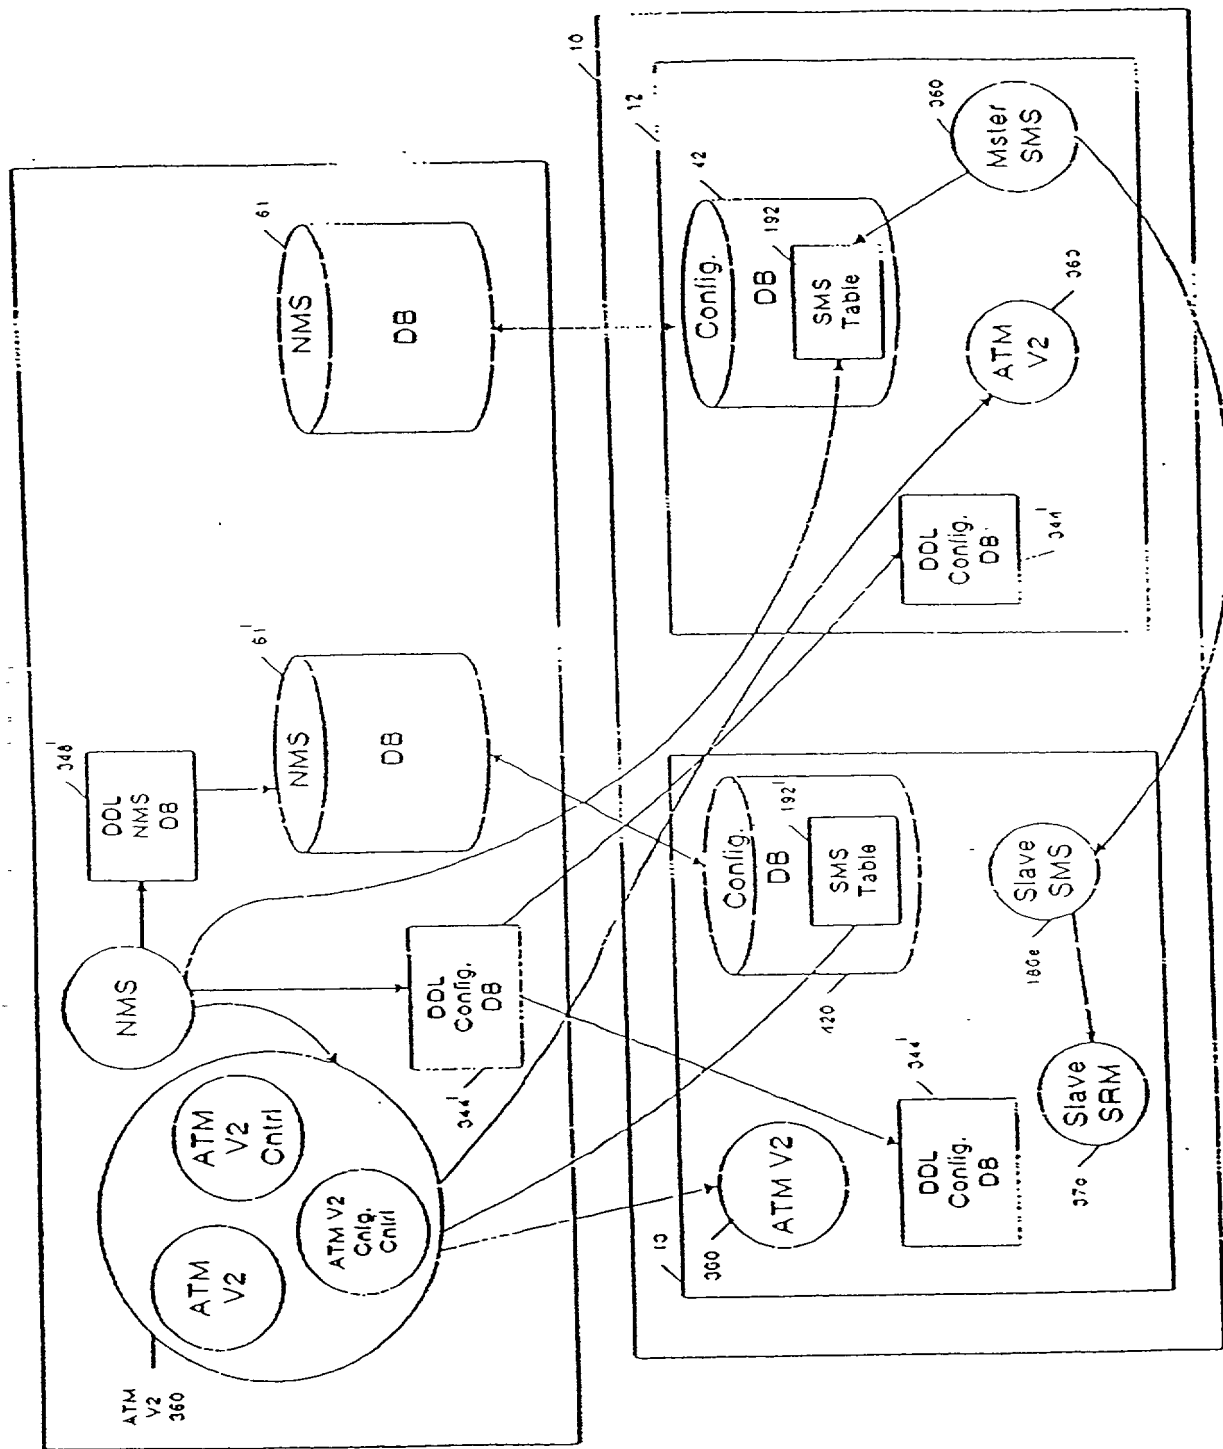 ATM
V2
360
ATM
V2
ATM
V2
Cntrl
ATM V2
Cnfg.
Cntrl
NMS
DDL
NMS
DB
348'
DDL
Config.
DB
344'
NMS
DB
61'
NMS
DB
61
10
13
360
ATM V2
DDL
Config.
DB
344'
Config.
DB
192'
SMS
Table
420
Slave
SRM
37c
Slave
SMS
180e
12
Config.
DB
42
192
SMS
Table
DDL
Config.
DB
344'
ATM
V2
360
Mster
SMS
360